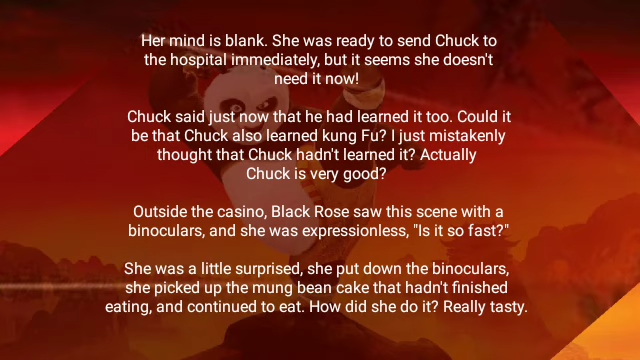 Her mind is blank. She was ready to send Chuck to
the hospital immediately, but it seems she doesn't
need it now!
Chuck said just now that he had learned it too. Could it
be that Chuck also learned kung Fu? I just mistakenly
thought that Chuck hadn't learned it? Actually
Chuck is very good?
Outside the casino, Black Rose saw this scene with a
binoculars, and she was expressionless, "Is it so fast?"
She was a little surprised, she put down the binoculars,
she picked up the mung bean cake that hadn't finished
eating, and continued to eat. How did she do it? Really tasty.